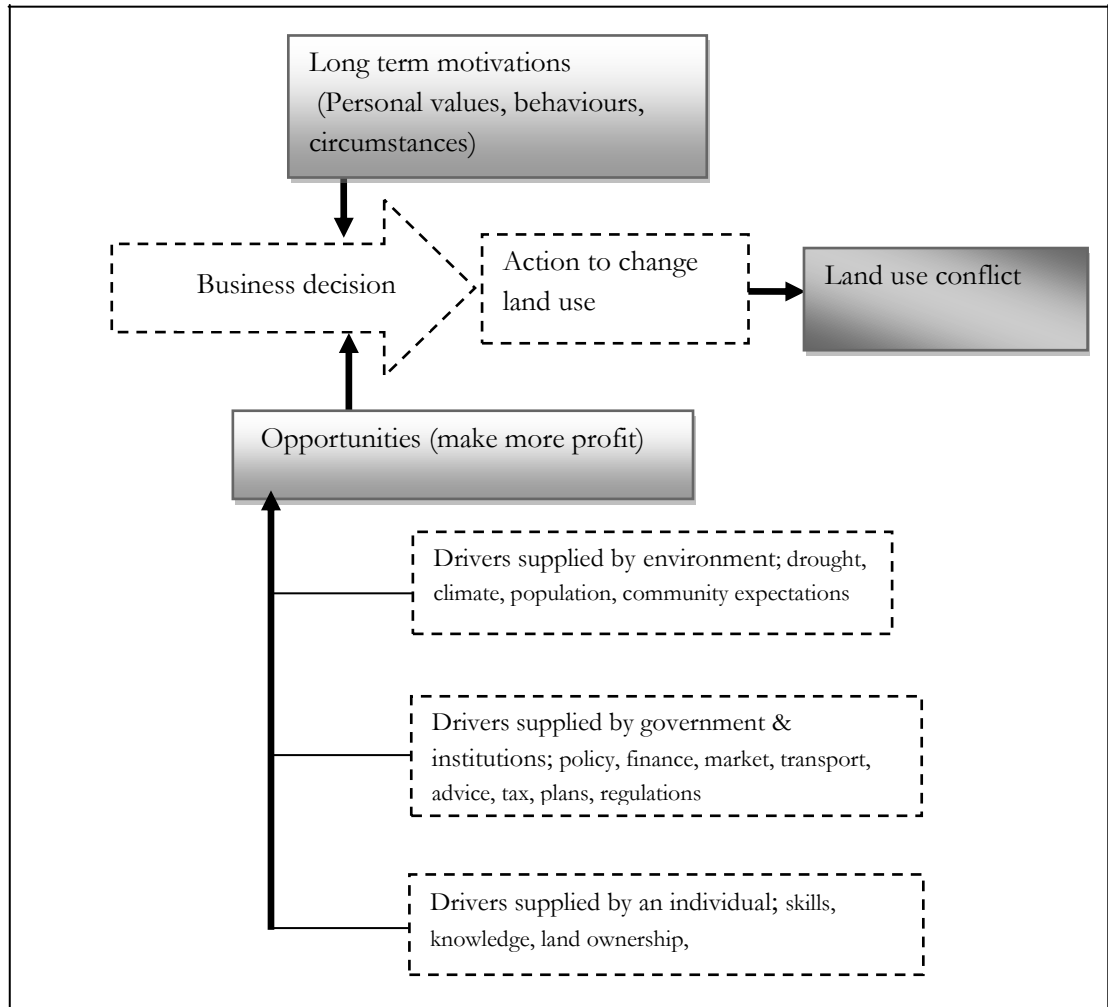 Long term motivations
(Personal values, behaviours,
circumstances)
Business decision
Action to change
land use
Land use conflict
Opportunities (make more profit)
Drivers supplied by environment; drought,
climate, population, community expectations
Drivers supplied by government &
institutions; policy, finance, market, transport,
advice, tax, plans, regulations
Drivers supplied by an individual; skills,
knowledge, land ownership,